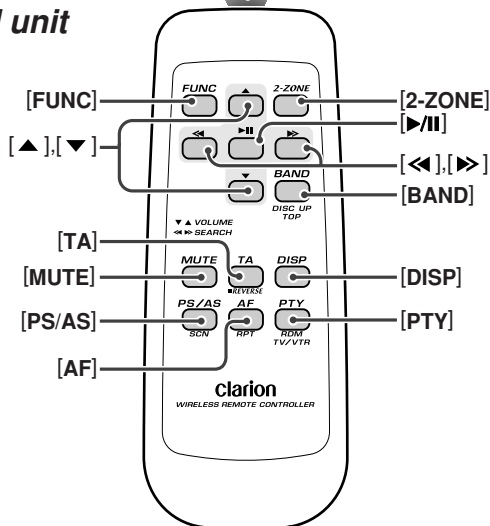 l unit
FUNC 2-ZONE
[FUNC] [2-ZONE]
[▶/II]
[▲],[▼]
▲
◀◀ ▶II ▶▶
[◀◀],[▶▶]
▼ BAND
[BAND]
DISC UP
TOP
▼ ▲ VOLUME
◀◀ ▶▶ SEARCH
[TA]
MUTE TA DISP
[MUTE] [DISP]
■REVERSE
PS/AS AF PTY
[PS/AS] [PTY]
SCN RPT RDM
TV/VTR
[AF]
clarion
WIRELESS REMOTE CONTROLLER